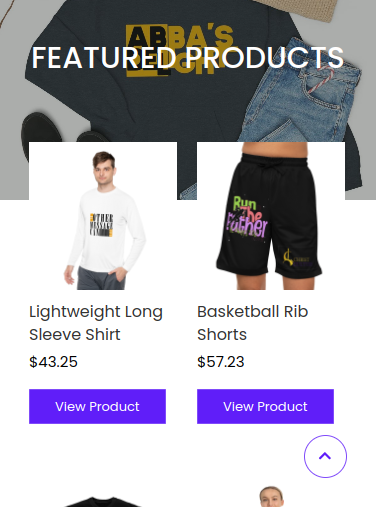 ABBA'S
FEATURED PRODUCTS
Run
The
Father
Lightweight Long
Sleeve Shirt
Basketball Rib
Shorts
$43.25
$57.23
View Product
View Product